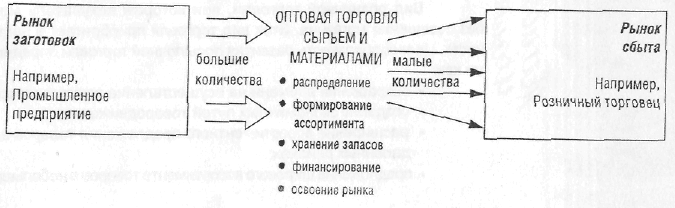 Рынок
заготовок
Например,
Промышленное
предприятие
большие
количества
ОПТОВАЯ ТОРГОВЛЯ
СЫРЬЕМ И
МАТЕРИАЛАМИ
• распределение
• формирование
ассортимента
• хранение запасов
• финансирование
• освоение рынка
малые
количества
Рынок
сбыта
Например,
Розничный торговец